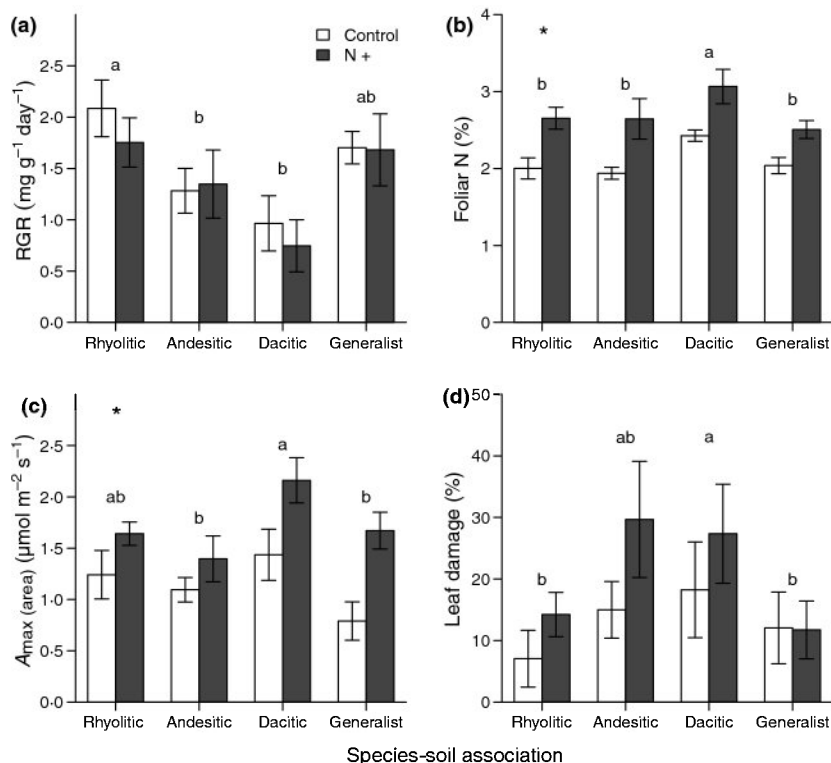 (a)
Control
N +
2·5
2·0
1·5
1·0
0·5
0·0
RGR (mg g⁻¹ day⁻¹)
a
b
b
ab
Rhyolitic Andesitic Dacitic Generalist
(b)
*
4
3
2
1
0
Foliar N (%)
b
b
a
b
Rhyolitic Andesitic Dacitic Generalist
(c)
*
2·5
2·0
1·5
1·0
0·5
0·0
Amax (area) (µmol m⁻² s⁻¹)
ab
b
a
b
Rhyolitic Andesitic Dacitic Generalist
(d)
50
40
30
20
10
0
Leaf damage (%)
b
ab
a
b
Rhyolitic Andesitic Dacitic Generalist
Species-soil association